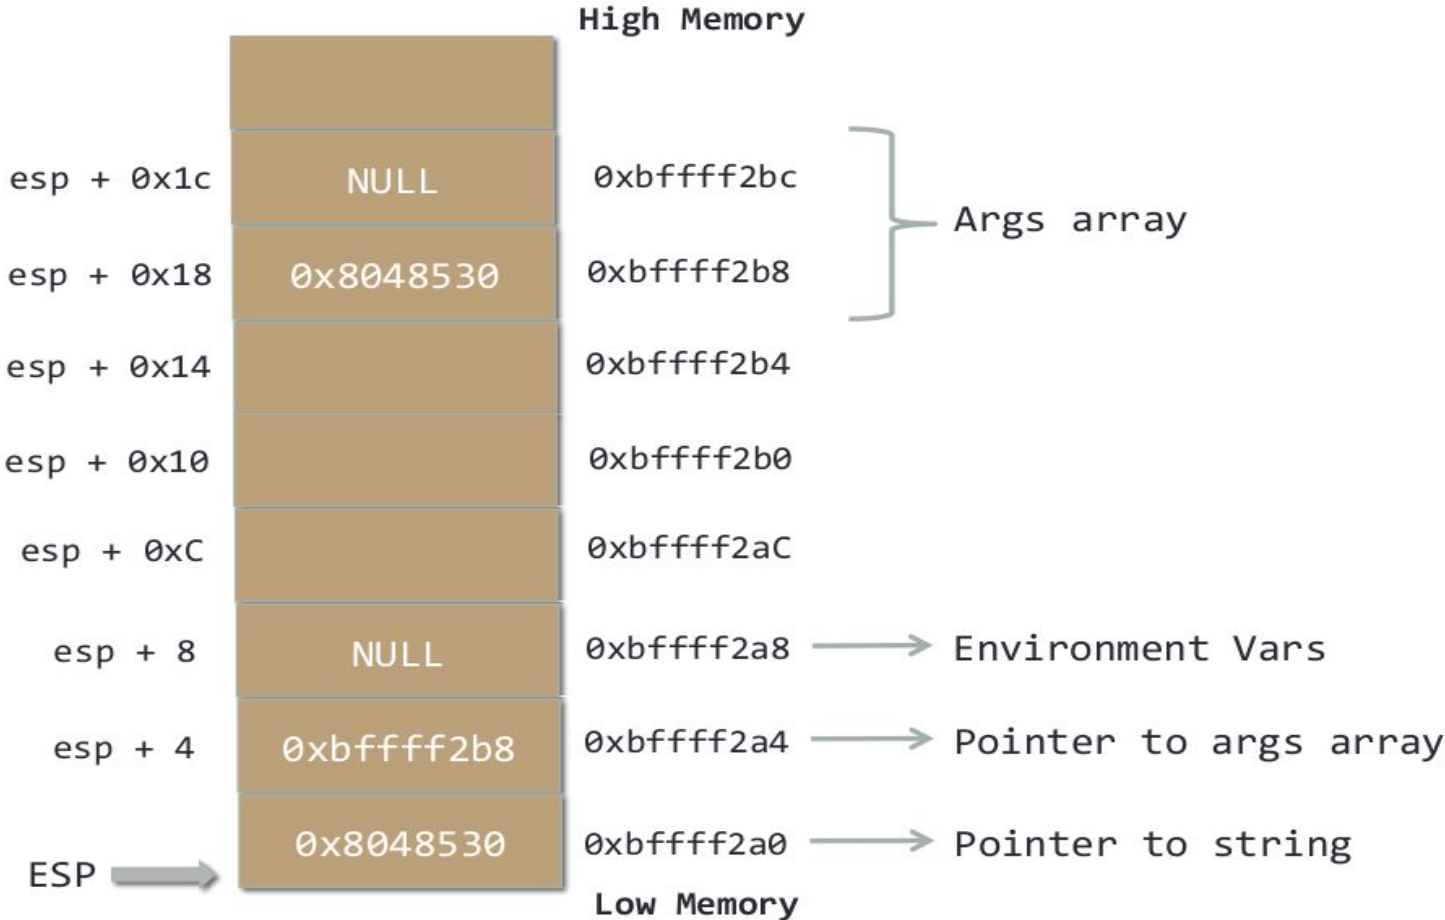 High Memory
esp + 0x1c NULL 0xbffff2bc
Args array
esp + 0x18 0x8048530 0xbffff2b8
esp + 0x14 0xbffff2b4
esp + 0x10 0xbffff2b0
esp + 0xC 0xbffff2aC
esp + 8 NULL 0xbffff2a8 Environment Vars
esp + 4 0xbffff2b8 0xbffff2a4 Pointer to args array
0x8048530 0xbffff2a0 Pointer to string
ESP
Low Memory